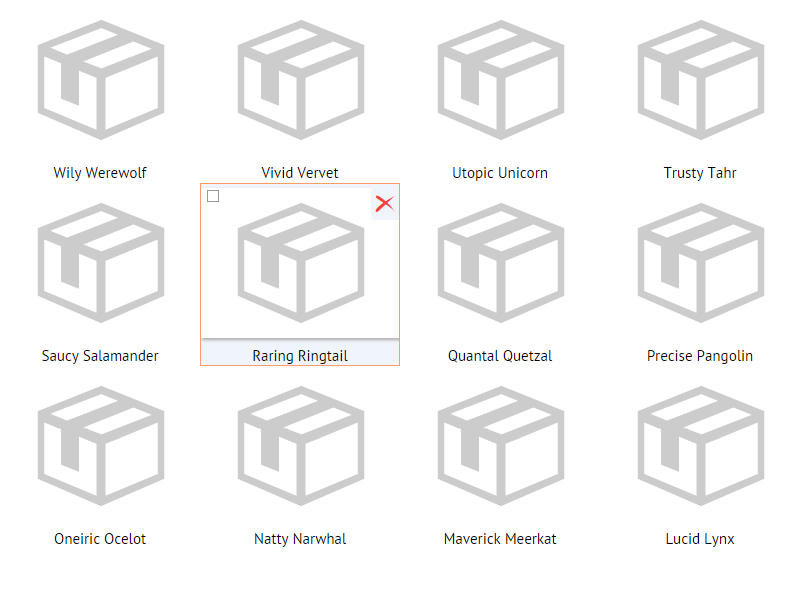 Wily Werewolf
Vivid Vervet
Utopic Unicorn
Trusty Tahr
Saucy Salamander
Raring Ringtail
Quantal Quetzal
Precise Pangolin
Oneiric Ocelot
Natty Narwhal
Maverick Meerkat
Lucid Lynx